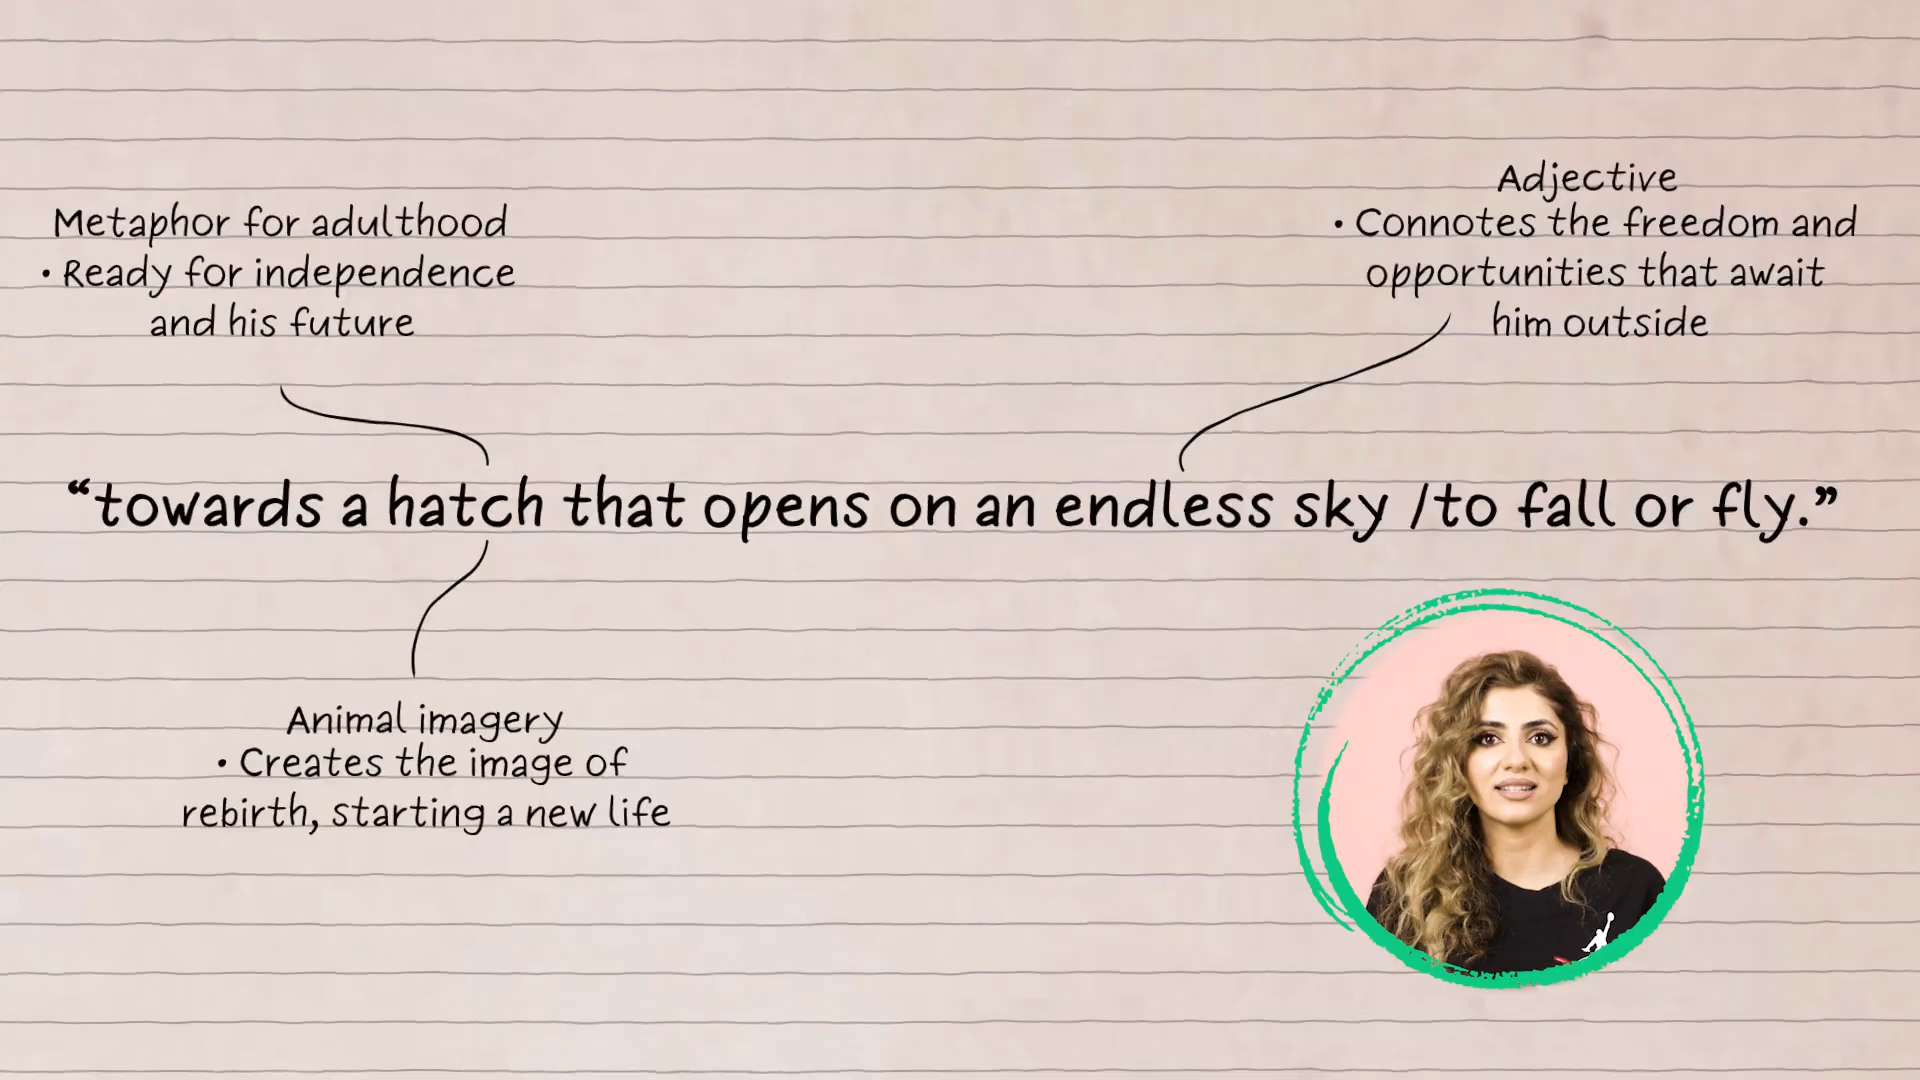 Metaphor for adulthood
• Ready for independence
and his future
Adjective
• Connotes the freedom and
opportunities that await
him outside
“towards a hatch that opens on an endless sky /to fall or fly.”
Animal imagery
• Creates the image of
rebirth, starting a new life